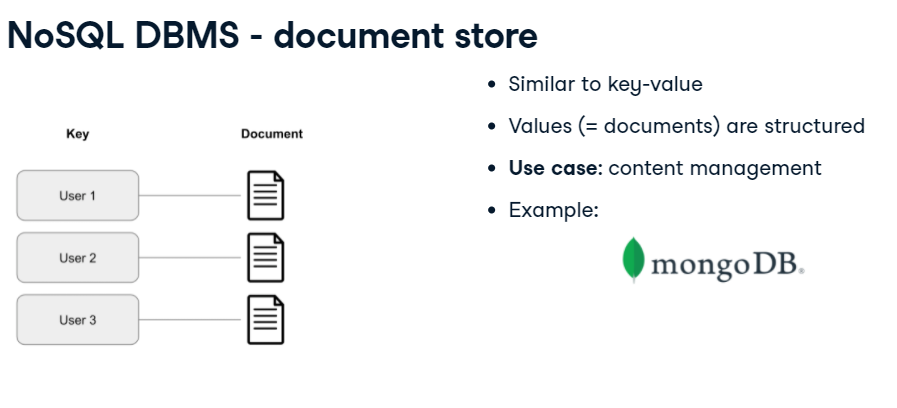 NoSQL DBMS - document store
Key Document
User 1
User 2
User 3
• Similar to key-value
• Values (= documents) are structured
• Use case: content management
• Example:
mongoDB®